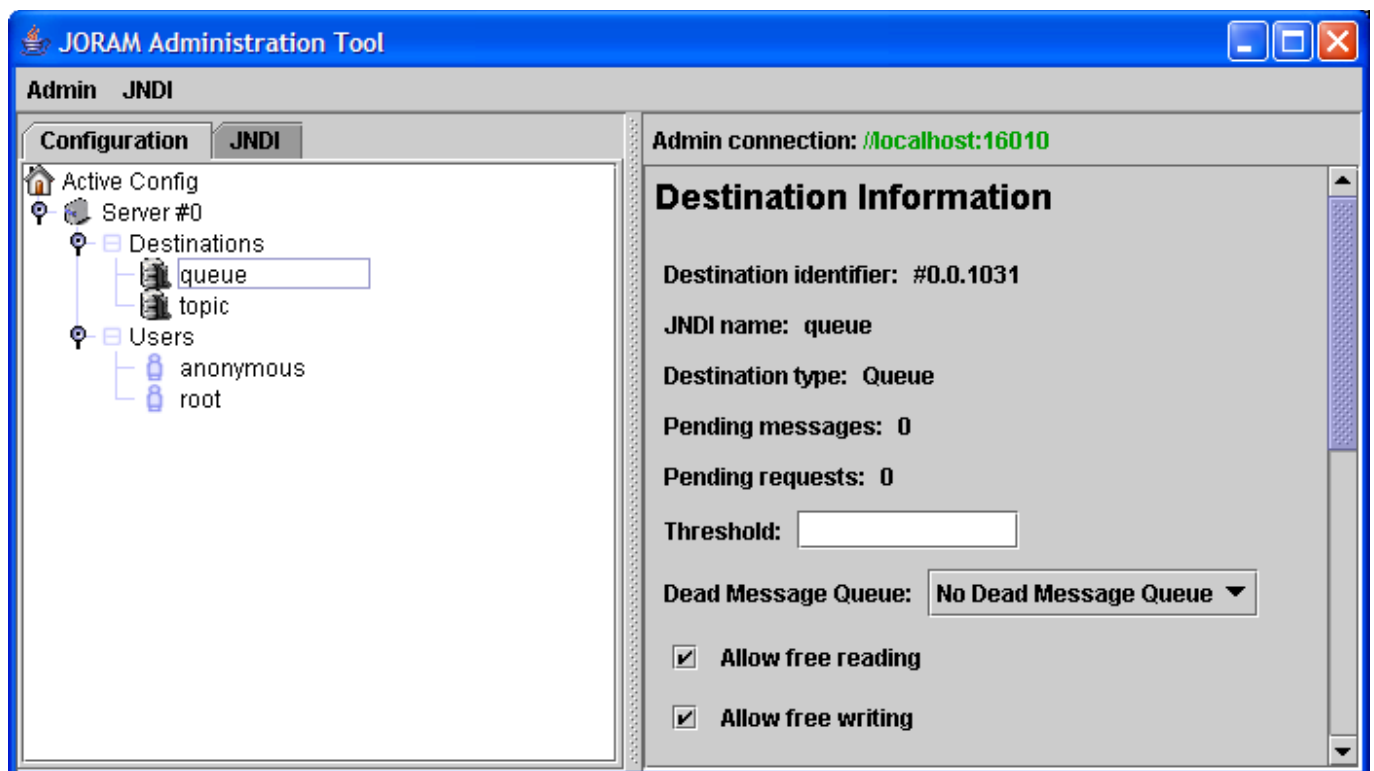 JORAM Administration Tool
Admin JNDI
Configuration JNDI
Active Config
Server #0
Destinations
queue
topic
Users
anonymous
root
Admin connection: //localhost:16010
Destination Information
Destination identifier: #0.0.1031
JNDI name: queue
Destination type: Queue
Pending messages: 0
Pending requests: 0
Threshold:
Dead Message Queue: No Dead Message Queue
Allow free reading
Allow free writing